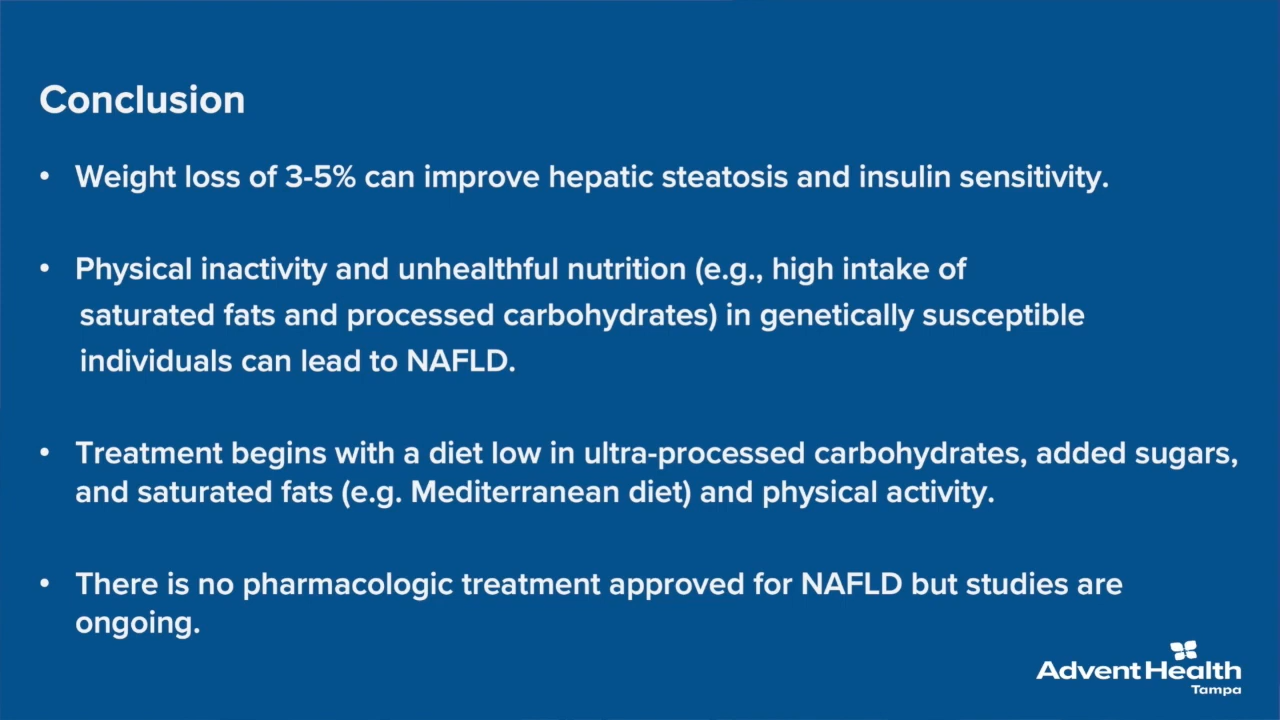 Conclusion
• Weight loss of 3-5% can improve hepatic steatosis and insulin sensitivity.
• Physical inactivity and unhealthful nutrition (e.g., high intake of
saturated fats and processed carbohydrates) in genetically susceptible
individuals can lead to NAFLD.
• Treatment begins with a diet low in ultra-processed carbohydrates, added sugars,
and saturated fats (e.g. Mediterranean diet) and physical activity.
• There is no pharmacologic treatment approved for NAFLD but studies are
ongoing.
AdventHealth
Tampa